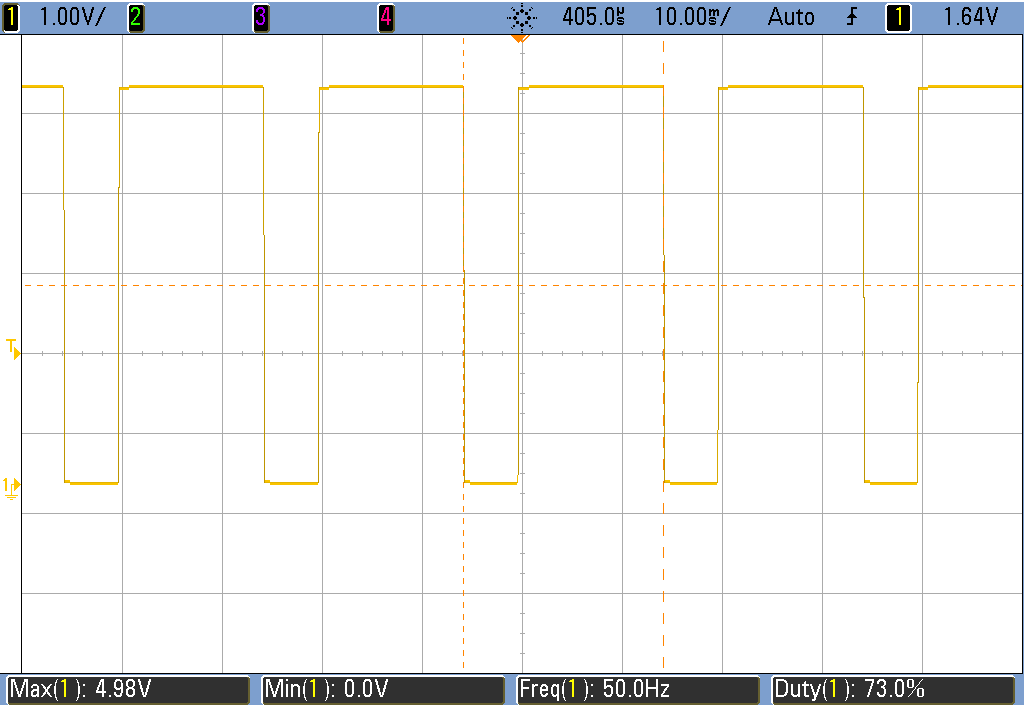 1 1.00V/ 2 3 4 405.0µs 10.00ms/ Auto 1 1.64V
T
1
Max(1): 4.98V Min(1): 0.0V Freq(1): 50.0Hz Duty(1): 73.0%